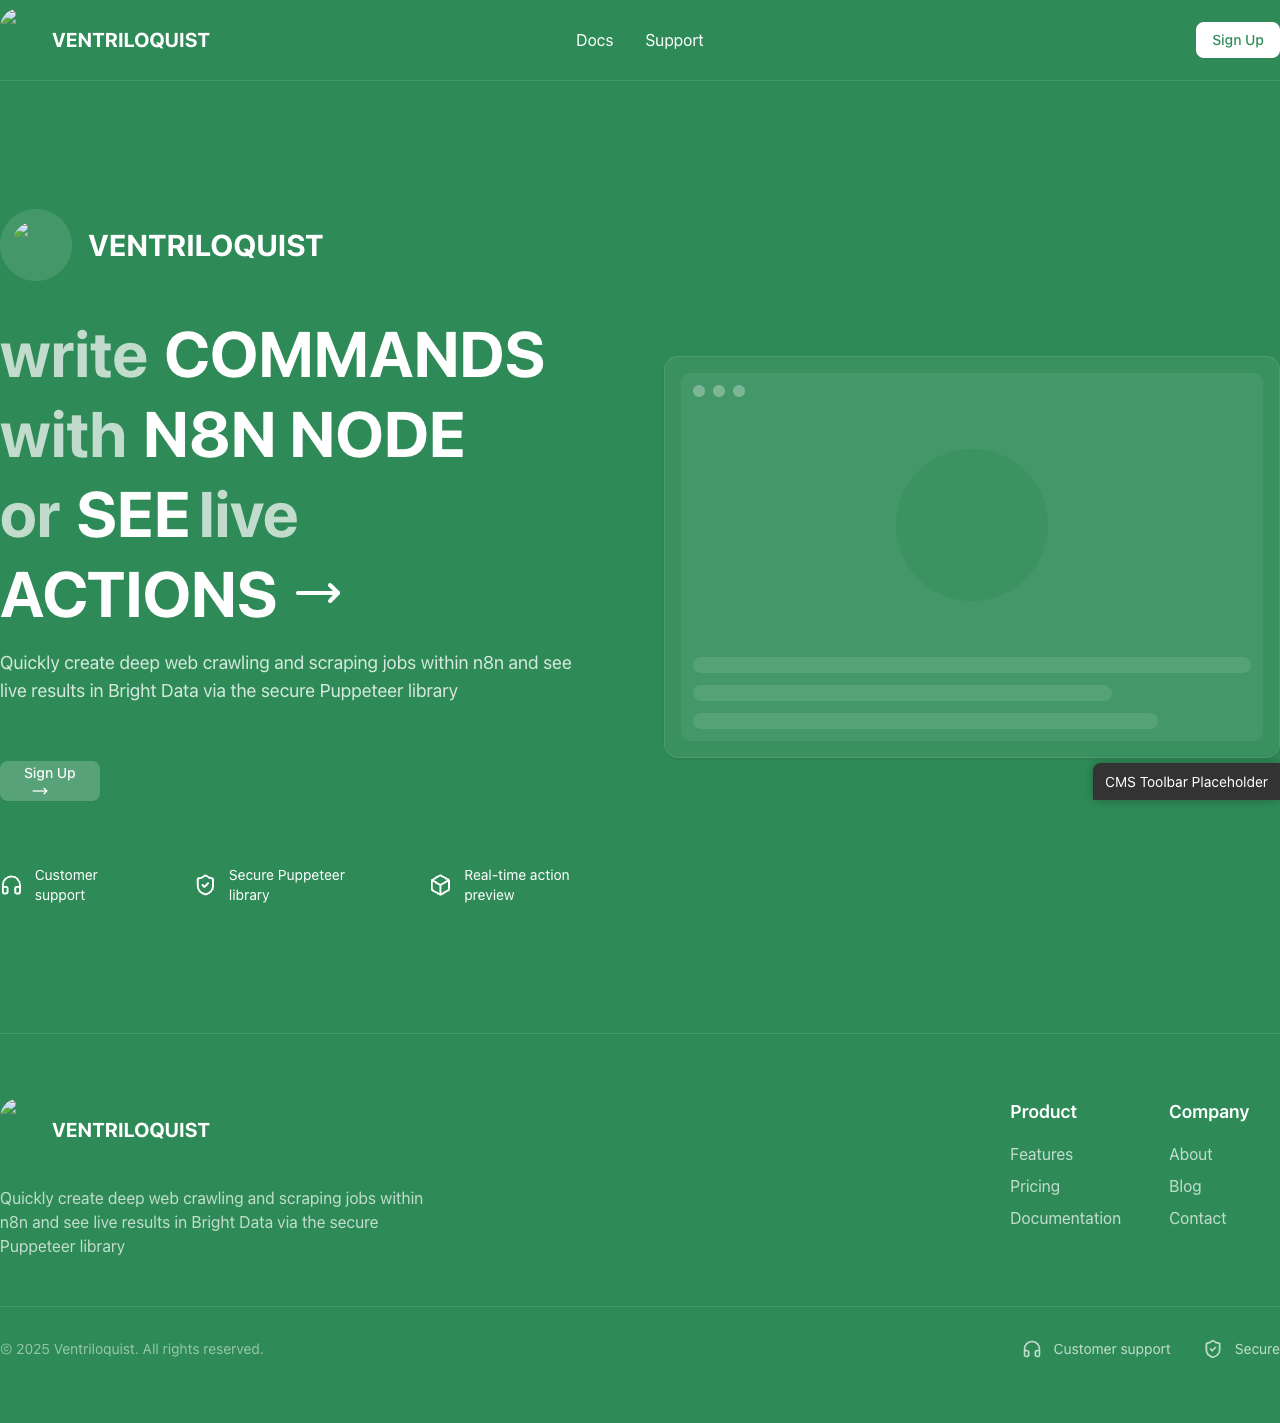 VENTRILOQUIST
Docs
Support
Sign Up
VENTRILOQUIST
write COMMANDS
with N8N NODE
or SEE live
ACTIONS →
Quickly create deep web crawling and scraping jobs within n8n and see
live results in Bright Data via the secure Puppeteer library
Sign Up
→
CMS Toolbar Placeholder
Customer
support
Secure Puppeteer
library
Real-time action
preview
VENTRILOQUIST
Quickly create deep web crawling and scraping jobs within
n8n and see live results in Bright Data via the secure
Puppeteer library
Product
Features
Pricing
Documentation
Company
About
Blog
Contact
© 2025 Ventriloquist. All rights reserved.
Customer support
Secure